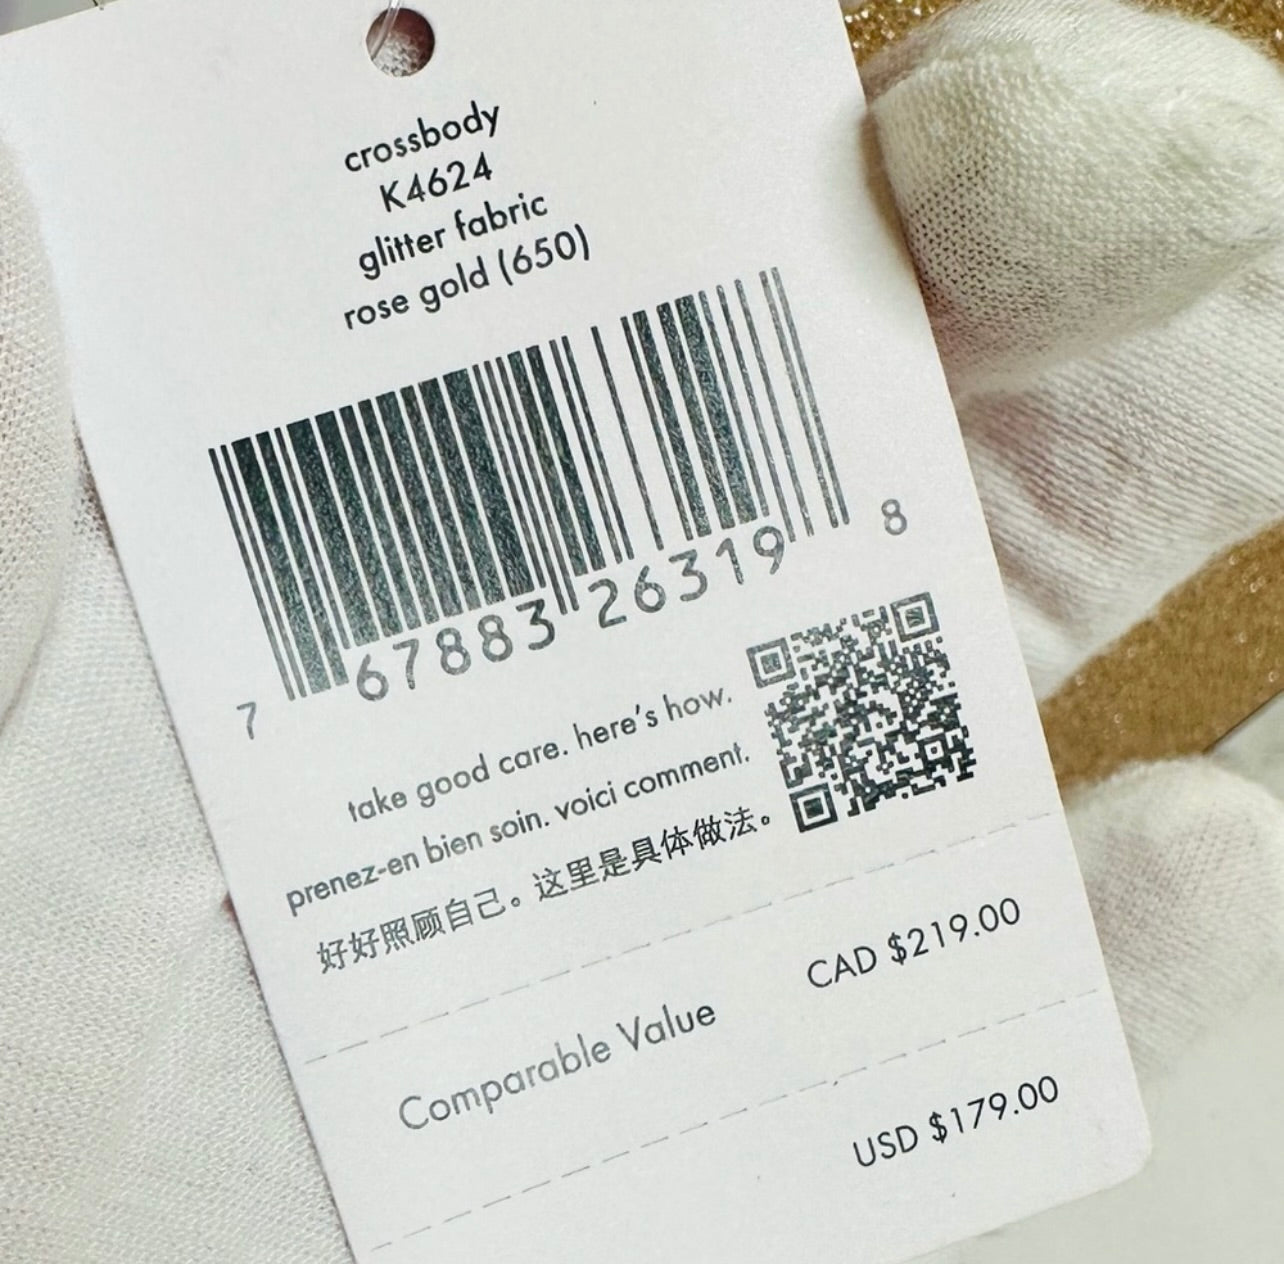 crossbody
K4624
glitter fabric
rose gold (650)
7 67883 26319 8
take good care. here's how.
prenez-en bien soin. voici comment.
好好照顾自己。这里是具体做法。
CAD $219.00
Comparable Value
USD $179.00